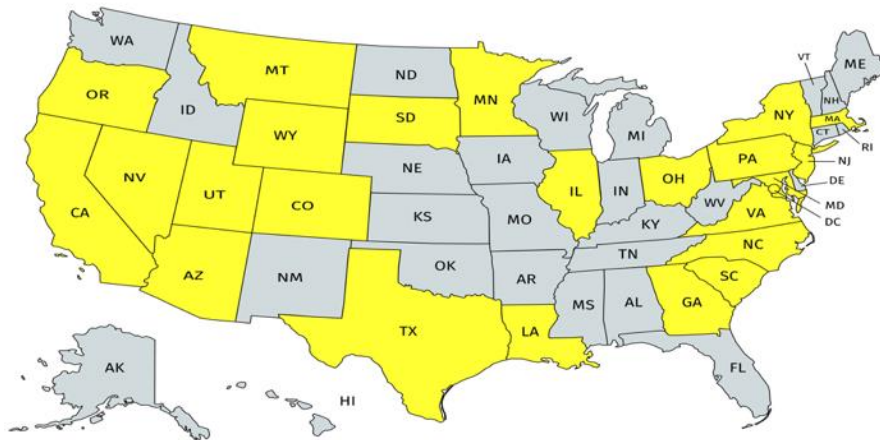 WA
MT
ND
MN
VT
ME
OR
ID
SD
WI
NH
NY
MA
WY
MI
CT
RI
IA
PA
NJ
NE
NV
IL
IN
OH
DE
UT
CO
WV
MD
CA
KS
MO
VA
DC
KY
NC
TN
AZ
NM
OK
AR
SC
MS
AL
GA
TX
LA
AK
FL
HI